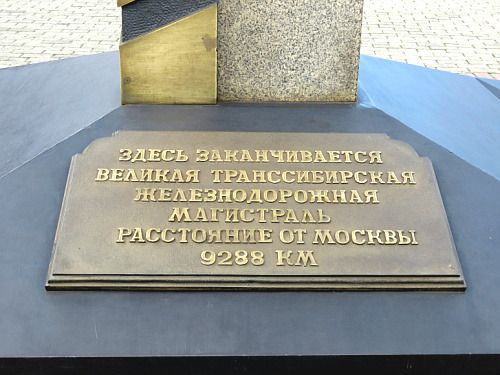 ЗДЕСЬ ЗАКАНЧИВАЕТСЯ
ВЕЛИКАЯ ТРАНССИБИРСКАЯ
ЖЕЛЕЗНОДОРОЖНАЯ
МАГИСТРАЛЬ
РАССТОЯНИЕ ОТ МОСКВЫ
9288 КМ